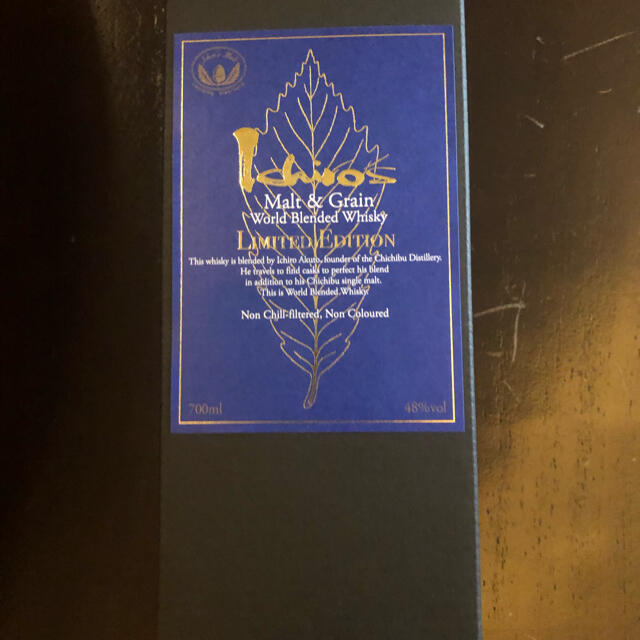 Ichiro's
Malt & Grain
World Blended Whisky
LIMITED EDITION
This whisky is blended by Ichiro Akuto, founder of the Chichibu Distillery.
He travels to find casks to perfect his blend
in addition to his Chichibu single malt.
This is World Blended Whisky
Non Chill-filtered, Non Coloured
700ml
48%vol